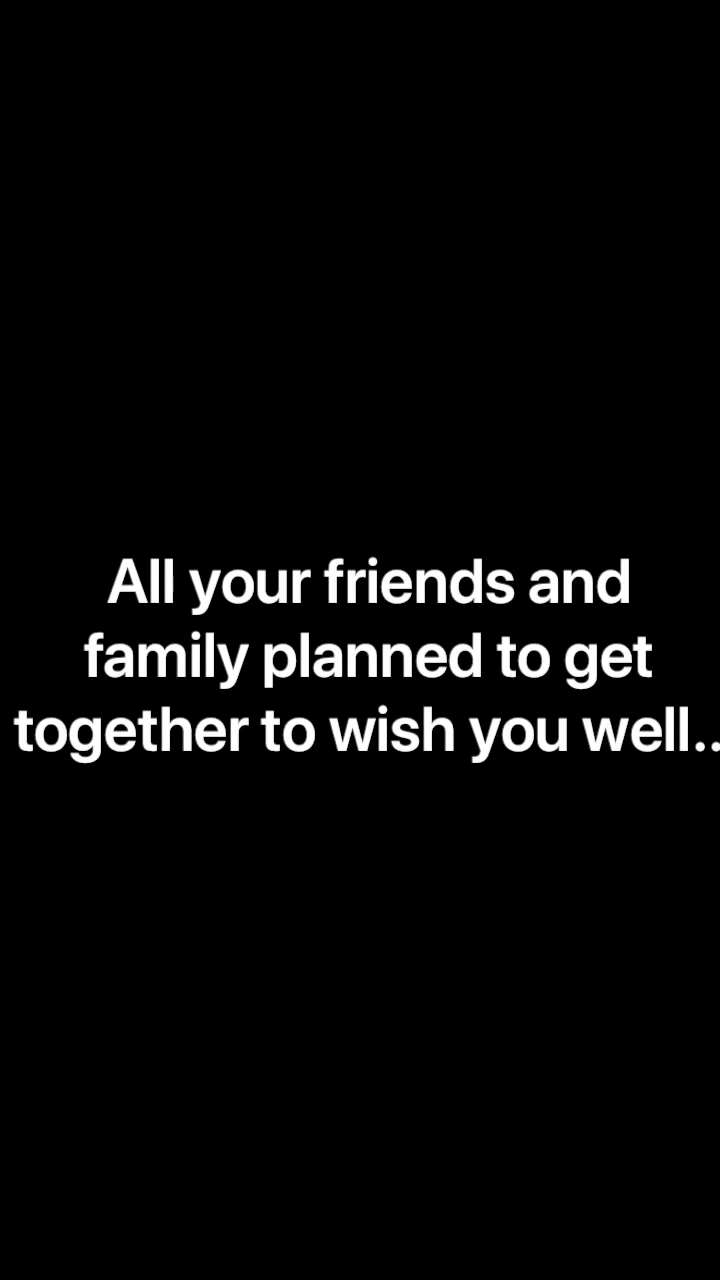 All your friends and
family planned to get
together to wish you well..